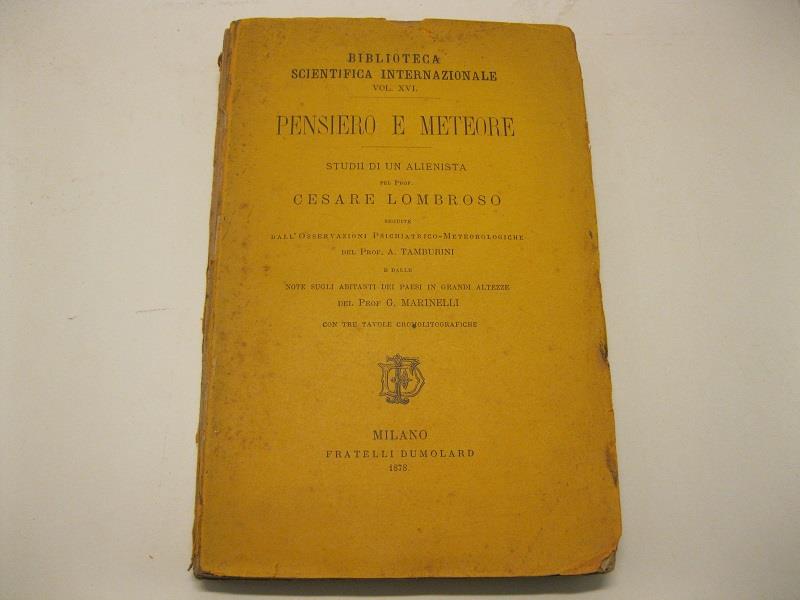 BIBLIOTECA
SCIENTIFICA INTERNAZIONALE
VOL. XVI.
PENSIERO E METEORE
STUDII DI UN ALIENISTA
PEL PROF.
CESARE LOMBROSO
SEGUITE
DALL'OSSERVAZIONI PSICHIATRICO-METEOROLOGICHE
DEL PROF. A. TAMBURINI
E DALLE
NOTE SUGLI ABITANTI DEI PAESI IN GRANDI ALTEZZE
DEL PROF G. MARINELLI
CON TRE TAVOLE CROMOLITOGRAFICHE
MILANO
FRATELLI DUMOLARD
1878.